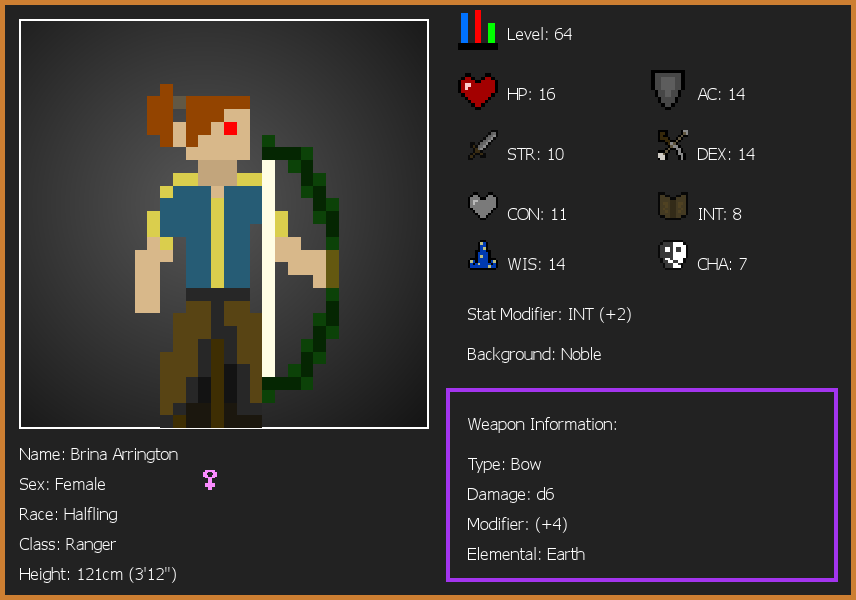 Level: 64
HP: 16
AC: 14
STR: 10
DEX: 14
CON: 11
INT: 8
WIS: 14
CHA: 7
Stat Modifier: INT (+2)
Background: Noble
Weapon Information:
Type: Bow
Damage: d6
Modifier: (+4)
Elemental: Earth
Name: Brina Arrington
Sex: Female
Race: Halfling
Class: Ranger
Height: 121cm (3'12")